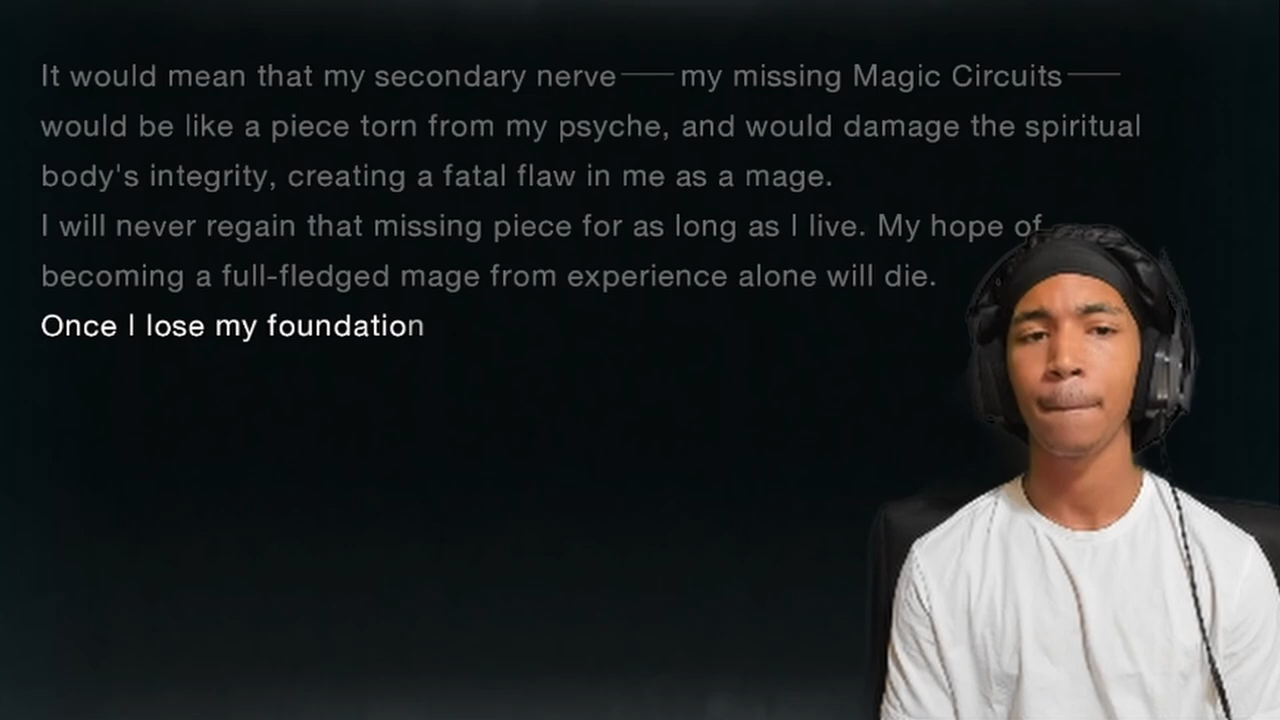 It would mean that my secondary nerve——my missing Magic Circuits——
would be like a piece torn from my psyche, and would damage the spiritual
body's integrity, creating a fatal flaw in me as a mage.
I will never regain that missing piece for as long as I live. My hope of
becoming a full-fledged mage from experience alone will die.
Once I lose my foundation